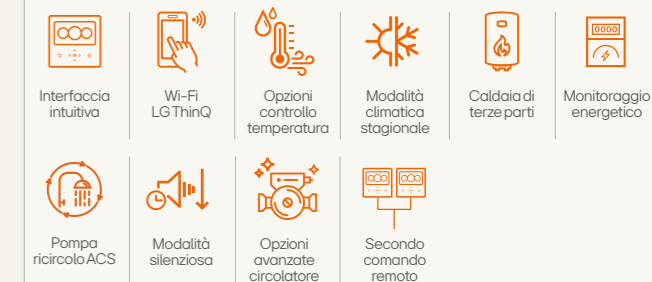 Interfaccia
intuitiva
Wi-Fi
LG ThinQ
Opzioni
controllo
temperatura
Modalità
climatica
stagionale
Caldaia di
terze parti
0000
Monitoraggio
energetico
Pompa
ricircolo ACS
Modalità
silenziosa
Opzioni
avanzate
circolatore
Secondo
comando
remoto